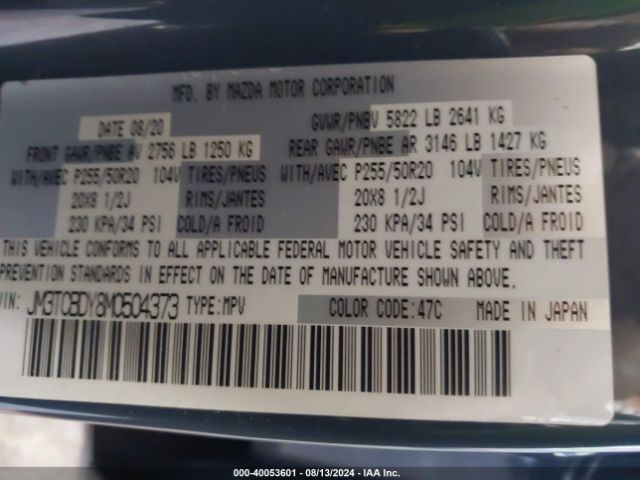 MFD. BY MAZDA MOTOR CORPORATION
DATE 08/20 GVWR/PNBV 5822 LB 2641 KG
FRONT GAWR/PNBE AV 2756 LB 1250 KG REAR GAWR/PNBE AR 3146 LB 1427 KG
WITH/AVEC P255/50R20 104V TIRES/PNEUS WITH/AVEC P255/50R20 104V TIRES/PNEUS
20X8 1/2J RIMS/JANTES 20X8 1/2J RIMS/JANTES
230 KPA/34 PSI COLD/A FROID 230 KPA/34 PSI COLD/A FROID
THIS VEHICLE CONFORMS TO ALL APPLICABLE FEDERAL MOTOR VEHICLE SAFETY AND THEFT
PREVENTION STANDARDS IN EFFECT ON THE DATE OF MANUFACTURE SHOWN ABOVE.
VIN: JM3TCBDY8M0504373 TYPE:MPV COLOR CODE:47C MADE IN JAPAN
000-40053601 - 08/13/2024 - IAA Inc.